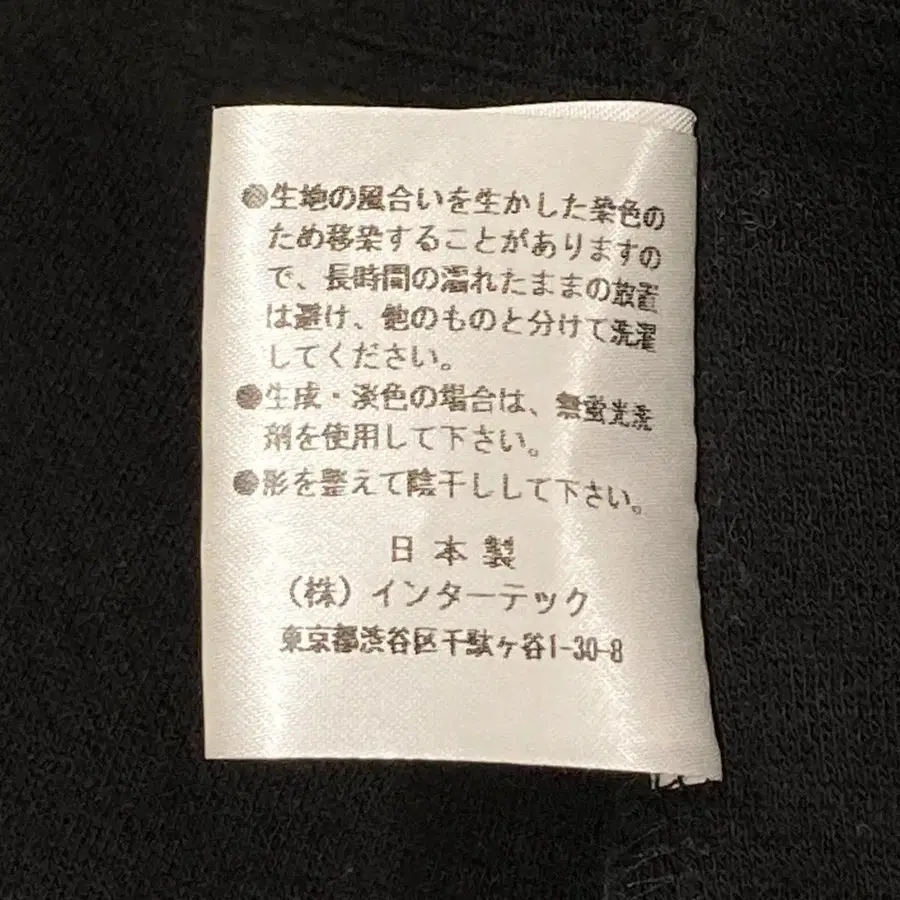 ●生地の風合いを生かした染色の
ため移染することがありますの
で、長時間の濡れたままの放置
は避け、他のものと分けて洗濯
してください。
●生成・淡色の場合は、無蛍光洗
剤を使用して下さい。
●形を整えて陰干しして下さい。
日本製
（株）インターテック
東京都渋谷区千駄ヶ谷1-30-8